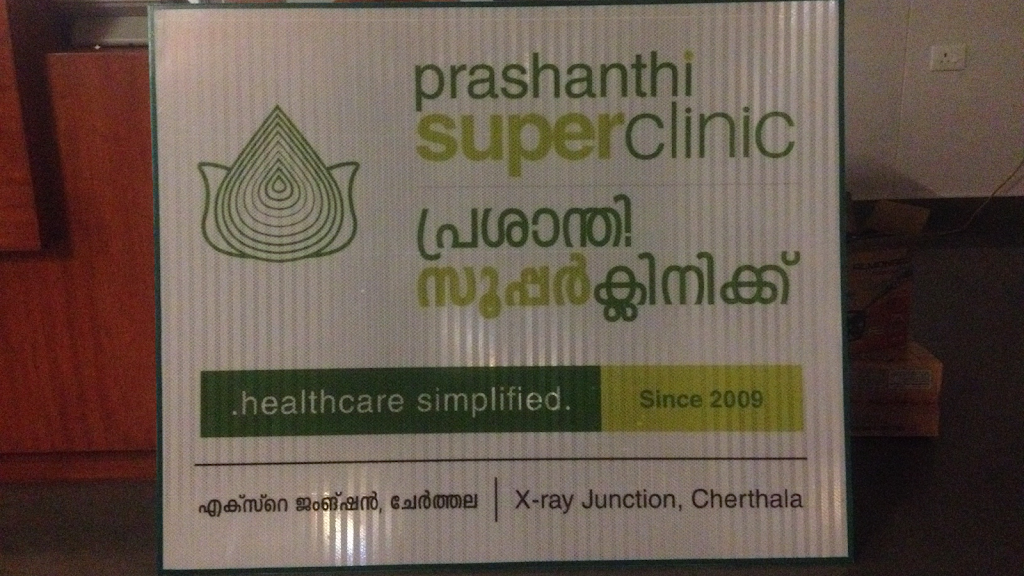 prashanthi
superclinic
പ്രശാന്തി
സൂപ്പർക്ലിനിക്ക്
.healthcare simplified.
Since 2009
എക്സ്റെ ജംങ്ഷൻ, ചേർത്തല | X-ray Junction, Cherthala